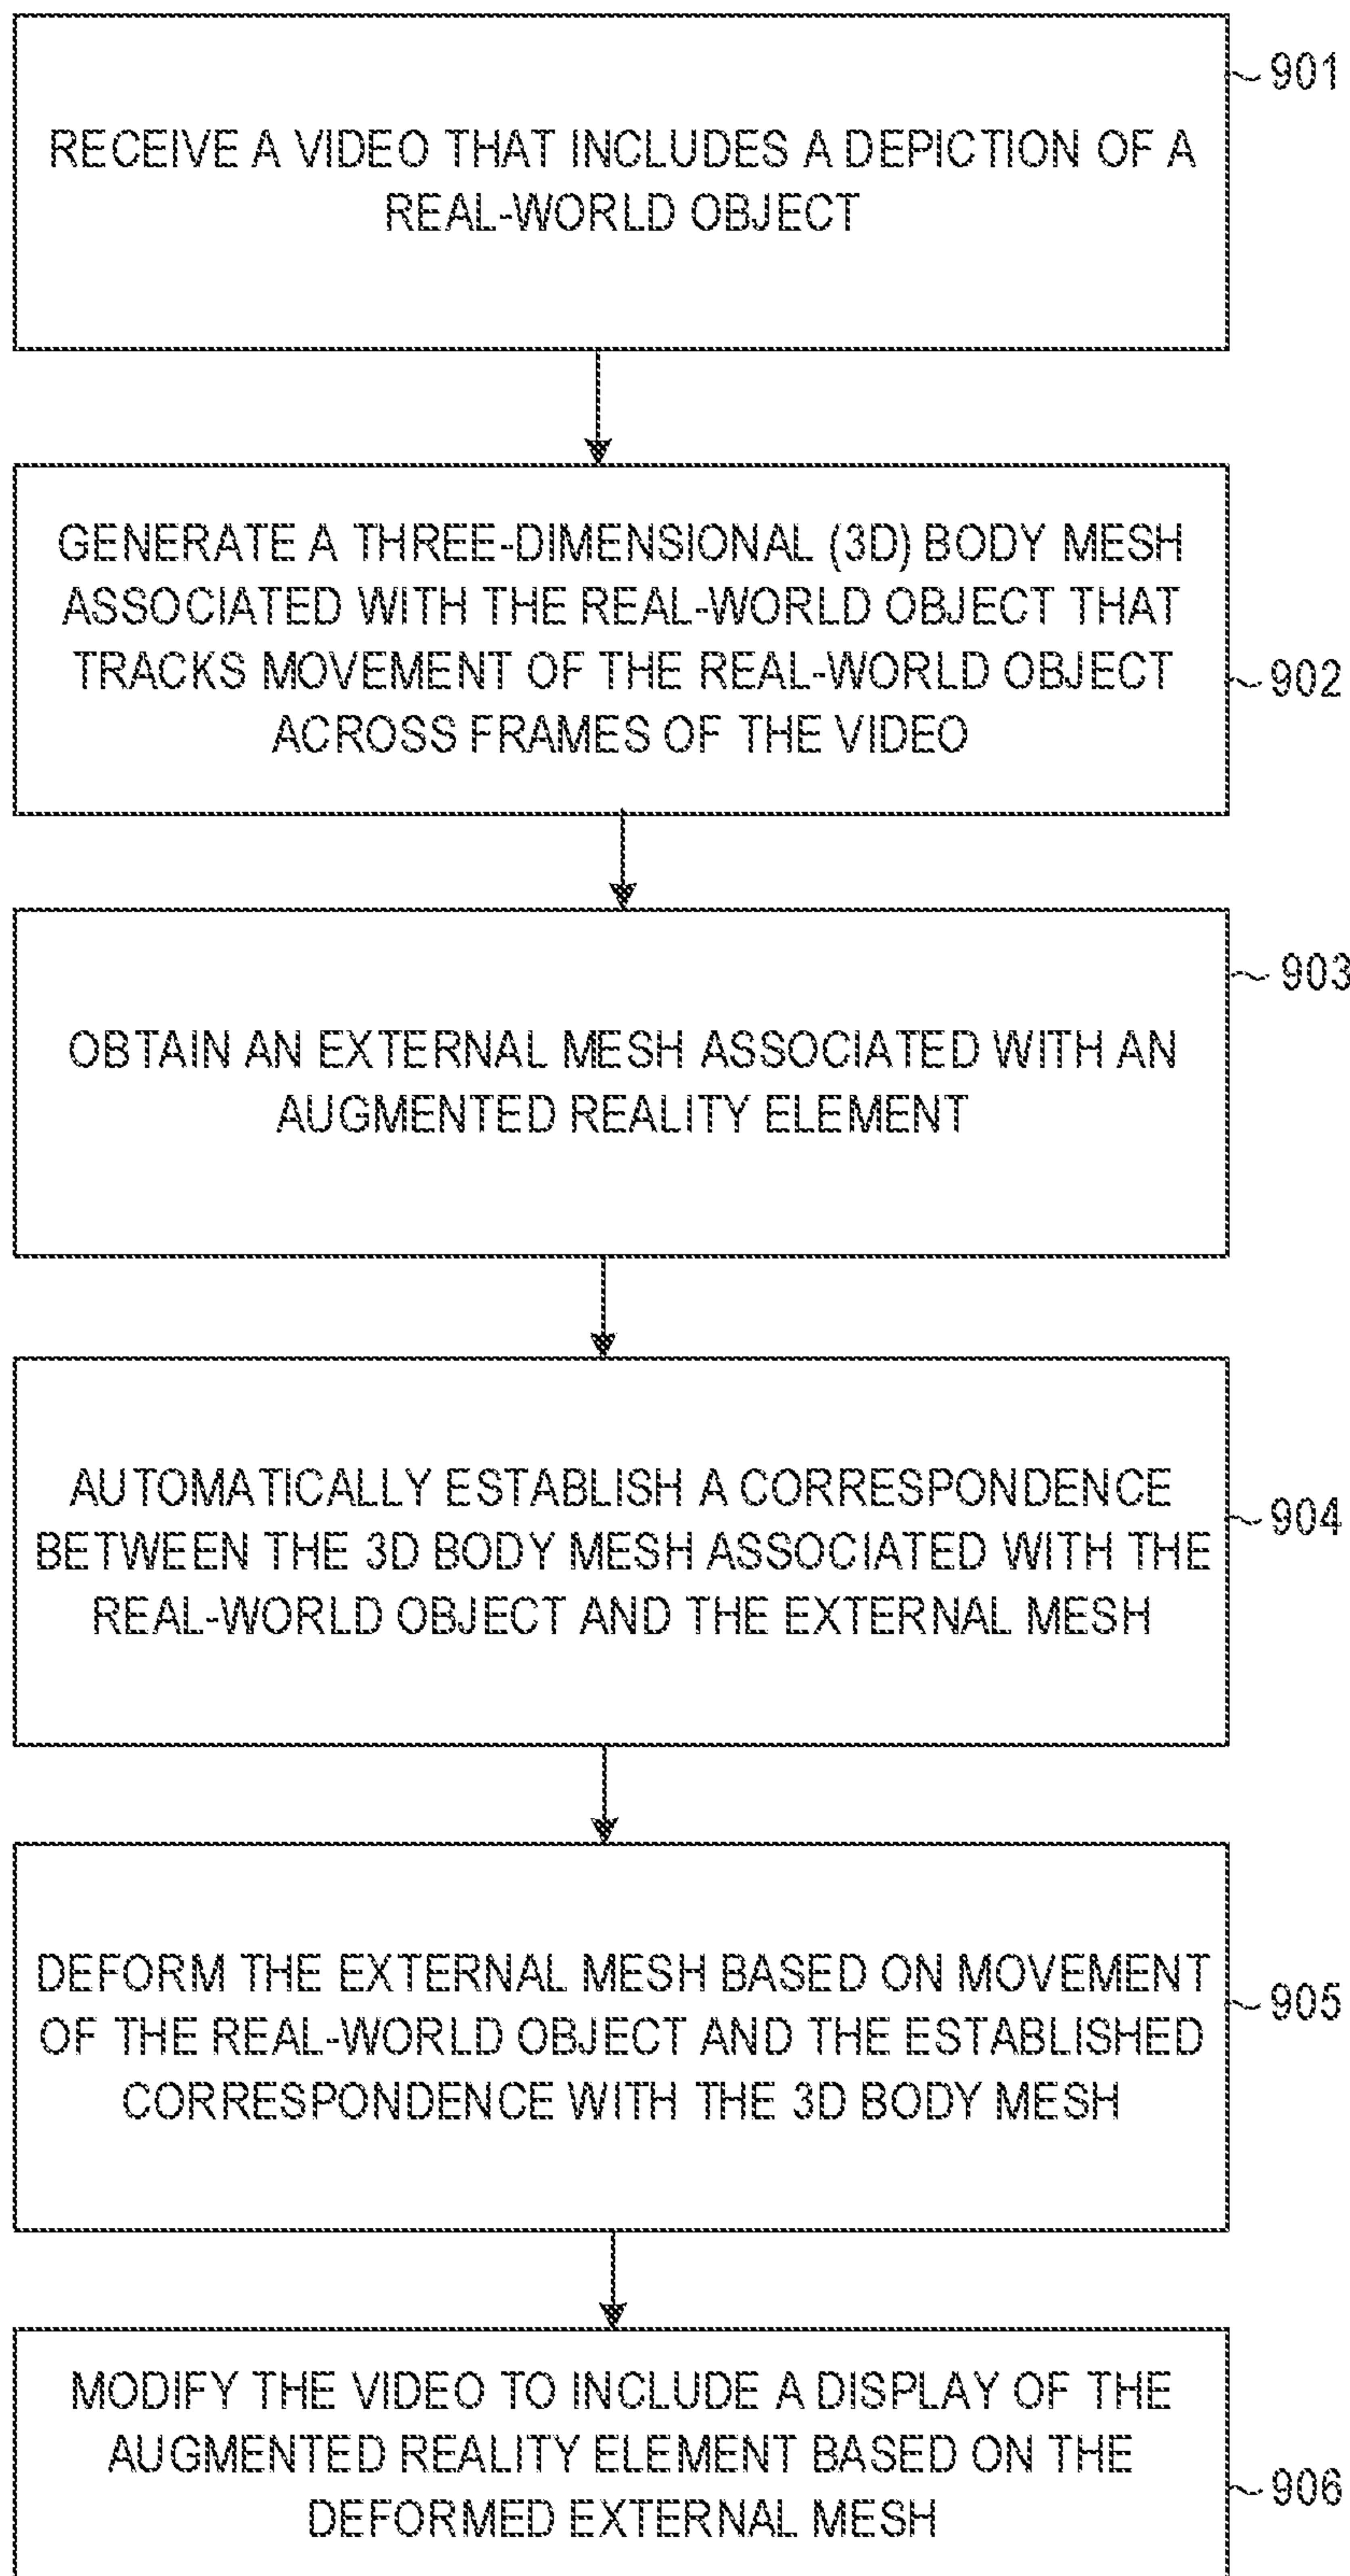 901
RECEIVE A VIDEO THAT INCLUDES A DEPICTION OF A
REAL-WORLD OBJECT
GENERATE A THREE-DIMENSIONAL (3D) BODY MESH
ASSOCIATED WITH THE REAL-WORLD OBJECT THAT
TRACKS MOVEMENT OF THE REAL-WORLD OBJECT
902
ACROSS FRAMES OF THE VIDEO
903
OBTAIN AN EXTERNAL MESH ASSOCIATED WITH AN
AUGMENTED REALITY ELEMENT
AUTOMATICALLY ESTABLISH A CORRESPONDENCE
904
BETWEEN THE 3D BODY MESH ASSOCIATED WITH THE
REAL-WORLD OBJECT AND THE EXTERNAL MESH
DEFORM THE EXTERNAL MESH BASED ON MOVEMENT
905
OF THE REAL-WORLD OBJECT AND THE ESTABLISHED
CORRESPONDENCE WITH THE 3D BODY MESH
MODIFY THE VIDEO TO INCLUDE A DISPLAY OF THE
AUGMENTED REALITY ELEMENT BASED ON THE
906
DEFORMED EXTERNAL MESH